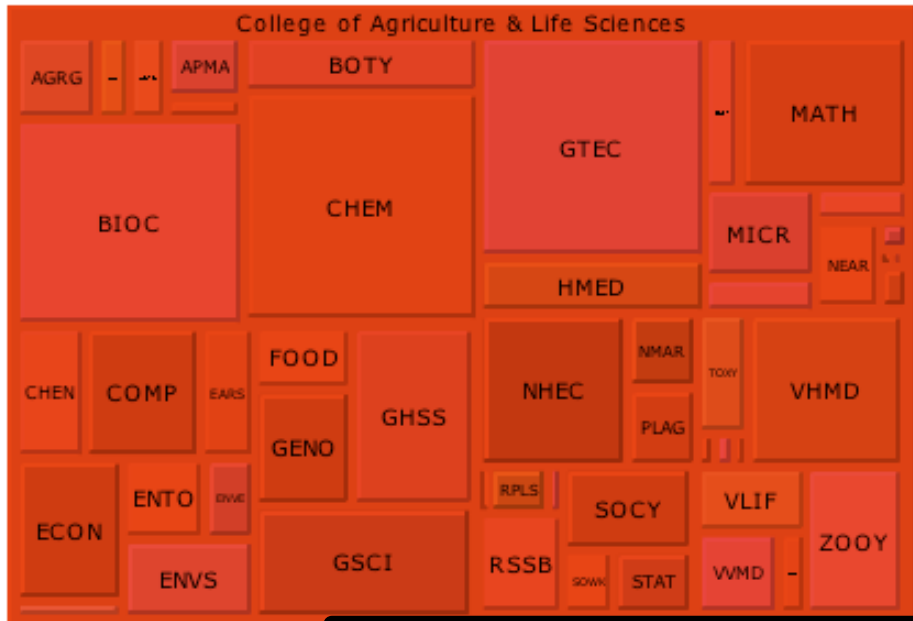 College of Agriculture & Life Sciences
AGRG
APMA
BOTY
GTEC
MATH
BIOC
CHEM
MICR
NEAR
HMED
CHEN
COMP
EARS
FOOD
GHSS
NHEC
NMAR
TOXY
VHMD
GENO
PLAG
ECON
ENTO
ENVE
RPLS
SOCY
VLIF
ZOOY
ENVS
GSCI
RSSB
SOWK
STAT
VVMD